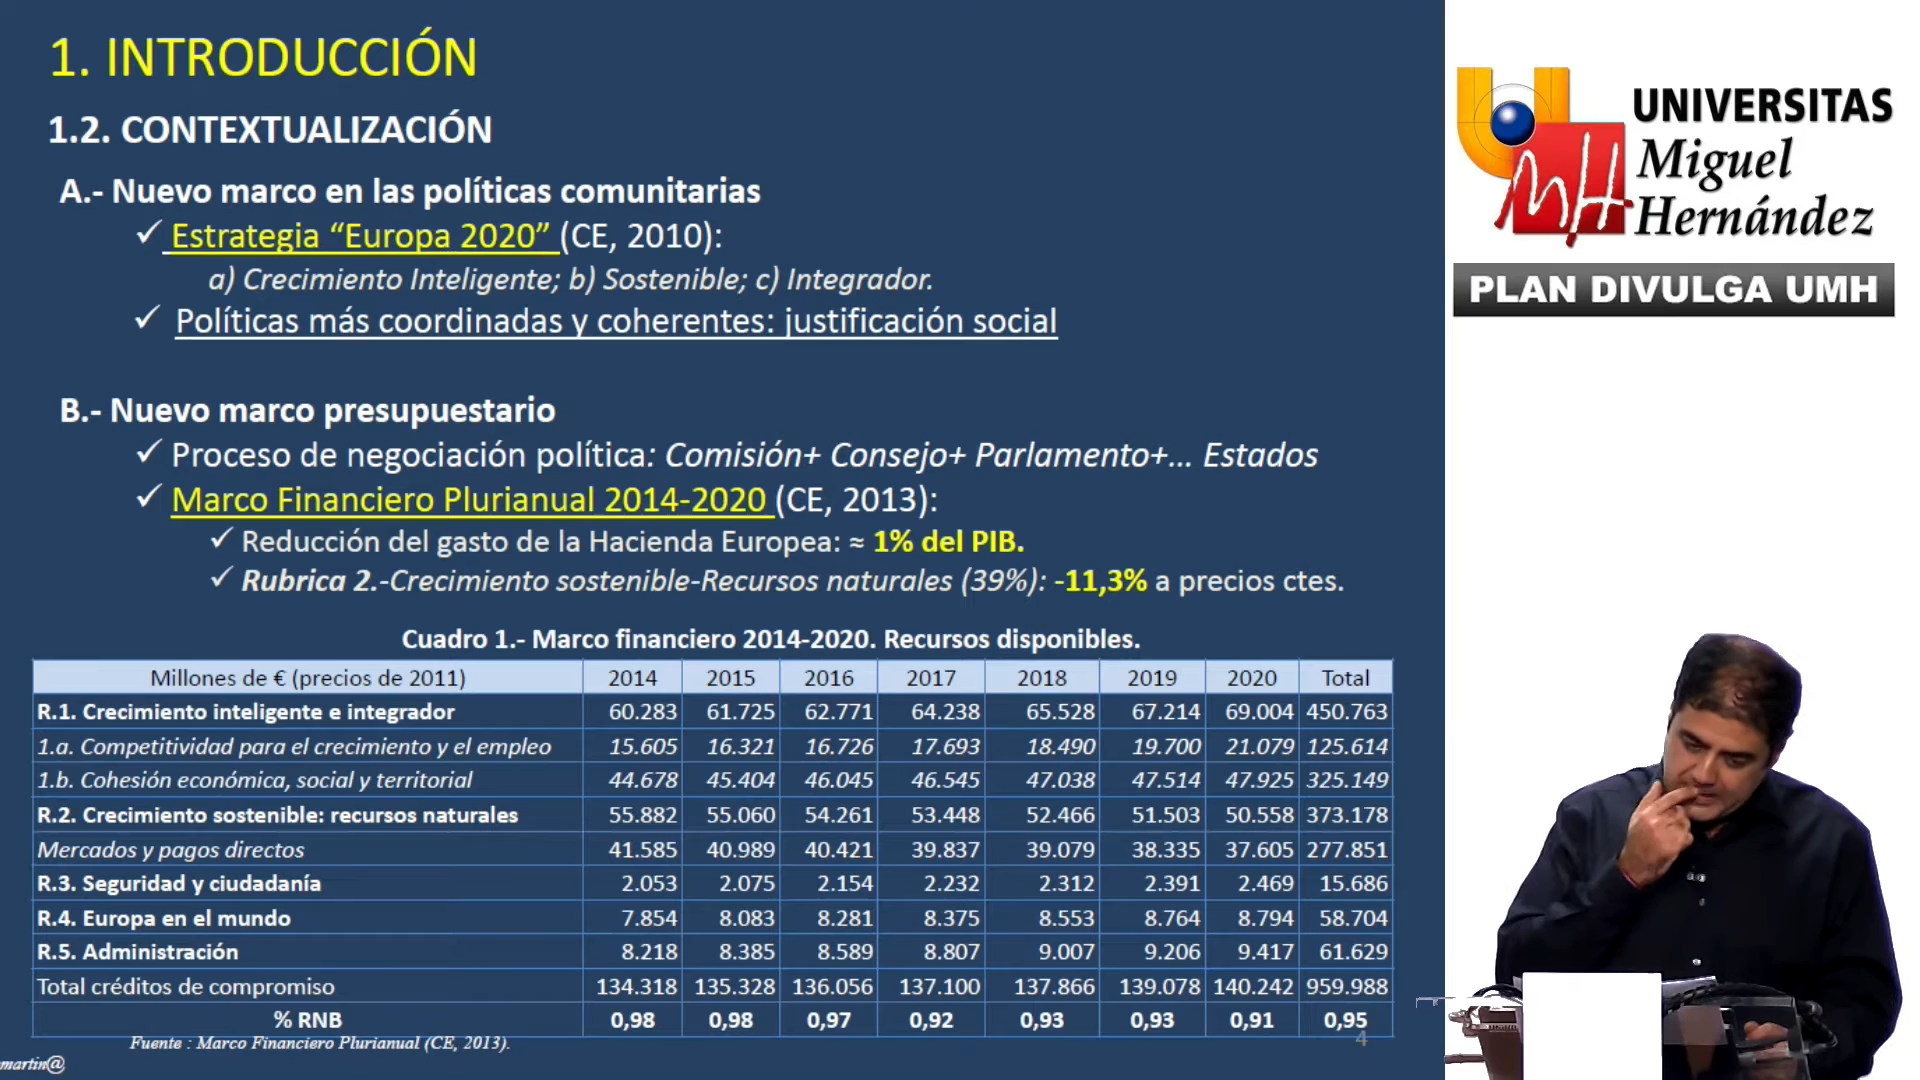 1. INTRODUCCIÓN
1.2. CONTEXTUALIZACIÓN
A.- Nuevo marco en las políticas comunitarias
✓ Estrategia “Europa 2020” (CE, 2010):
a) Crecimiento Inteligente; b) Sostenible; c) Integrador.
✓ Políticas más coordinadas y coherentes: justificación social
B.- Nuevo marco presupuestario
✓ Proceso de negociación política: Comisión+ Consejo+ Parlamento+... Estados
✓ Marco Financiero Plurianual 2014-2020 (CE, 2013):
✓ Reducción del gasto de la Hacienda Europea: ≈ 1% del PIB.
✓ Rubrica 2.-Crecimiento sostenible-Recursos naturales (39%): -11,3% a precios ctes.
Cuadro 1.- Marco financiero 2014-2020. Recursos disponibles.
Millones de € (precios de 2011) 2014 2015 2016 2017 2018 2019 2020 Total
R.1. Crecimiento inteligente e integrador 60.283 61.725 62.771 64.238 65.528 67.214 69.004 450.763
1.a. Competitividad para el crecimiento y el empleo 15.605 16.321 16.726 17.693 18.490 19.700 21.079 125.614
1.b. Cohesión económica, social y territorial 44.678 45.404 46.045 46.545 47.038 47.514 47.925 325.149
R.2. Crecimiento sostenible: recursos naturales 55.882 55.060 54.261 53.448 52.466 51.503 50.558 373.178
Mercados y pagos directos 41.585 40.989 40.421 39.837 39.079 38.335 37.605 277.851
R.3. Seguridad y ciudadanía 2.053 2.075 2.154 2.232 2.312 2.391 2.469 15.686
R.4. Europa en el mundo 7.854 8.083 8.281 8.375 8.553 8.764 8.794 58.704
R.5. Administración 8.218 8.385 8.589 8.807 9.007 9.206 9.417 61.629
Total créditos de compromiso 134.318 135.328 136.056 137.100 137.866 139.078 140.242 959.988
% RNB 0,98 0,98 0,97 0,92 0,93 0,93 0,91 0,95
Fuente : Marco Financiero Plurianual (CE, 2013).
4
martin@
UNIVERSITAS
Miguel
Hernández
MH
PLAN DIVULGA UMH